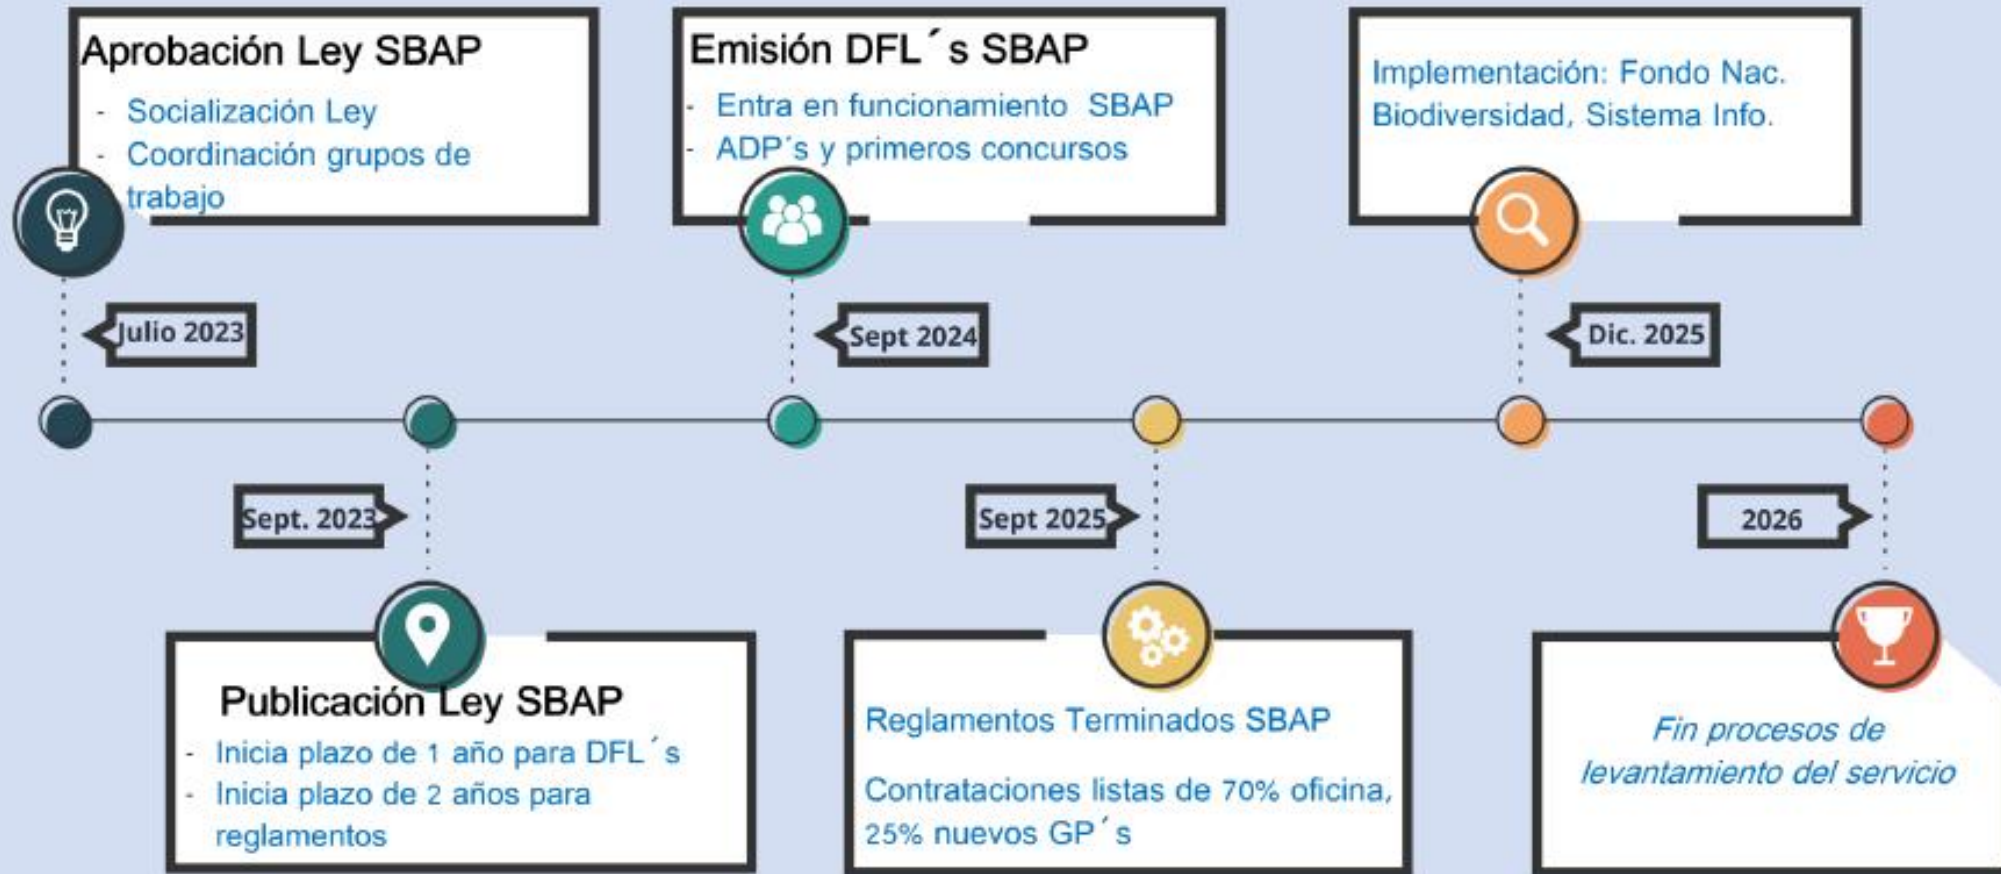 Aprobación Ley SBAP
- Socialización Ley
- Coordinación grupos de
trabajo
Julio 2023
Sept. 2023
Publicación Ley SBAP
- Inicia plazo de 1 año para DFL´s
- Inicia plazo de 2 años para
reglamentos
Emisión DFL´s SBAP
- Entra en funcionamiento SBAP
- ADP´s y primeros concursos
Sept 2024
Sept 2025
Reglamentos Terminados SBAP
Contrataciones listas de 70% oficina,
25% nuevos GP´s
Implementación: Fondo Nac.
Biodiversidad, Sistema Info.
Dic. 2025
2026
Fin procesos de
levantamiento del servicio